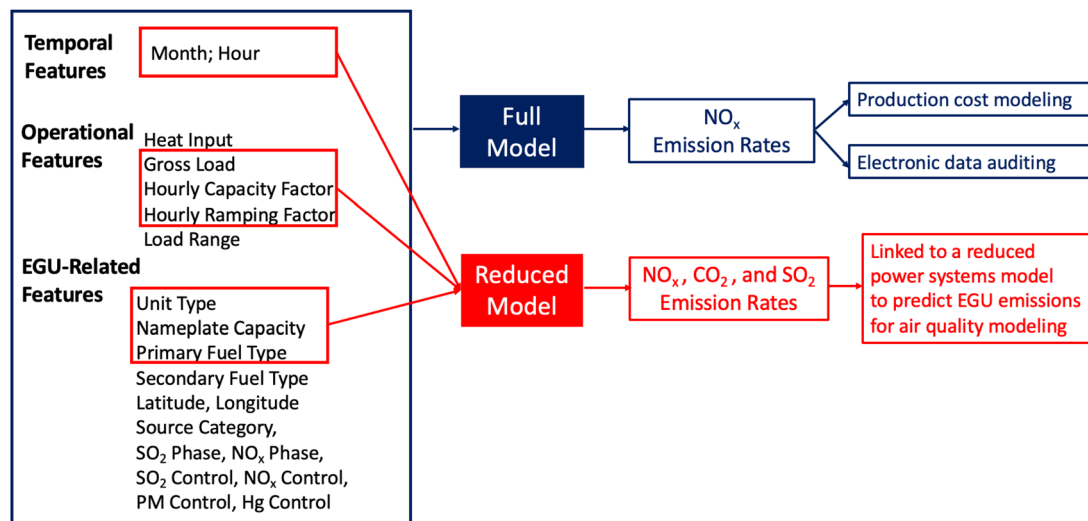 Temporal
Features
Month; Hour
Operational
Features
Heat Input
Gross Load
Hourly Capacity Factor
Hourly Ramping Factor
Load Range
EGU-Related
Features
Unit Type
Nameplate Capacity
Primary Fuel Type
Secondary Fuel Type
Latitude, Longitude
Source Category,
SO₂ Phase, NOₓ Phase,
SO₂ Control, NOₓ Control,
PM Control, Hg Control
Full
Model
NOₓ
Emission Rates
Production cost modeling
Electronic data auditing
Reduced
Model
NOₓ, CO₂, and SO₂
Emission Rates
Linked to a reduced
power systems model
to predict EGU emissions
for air quality modeling